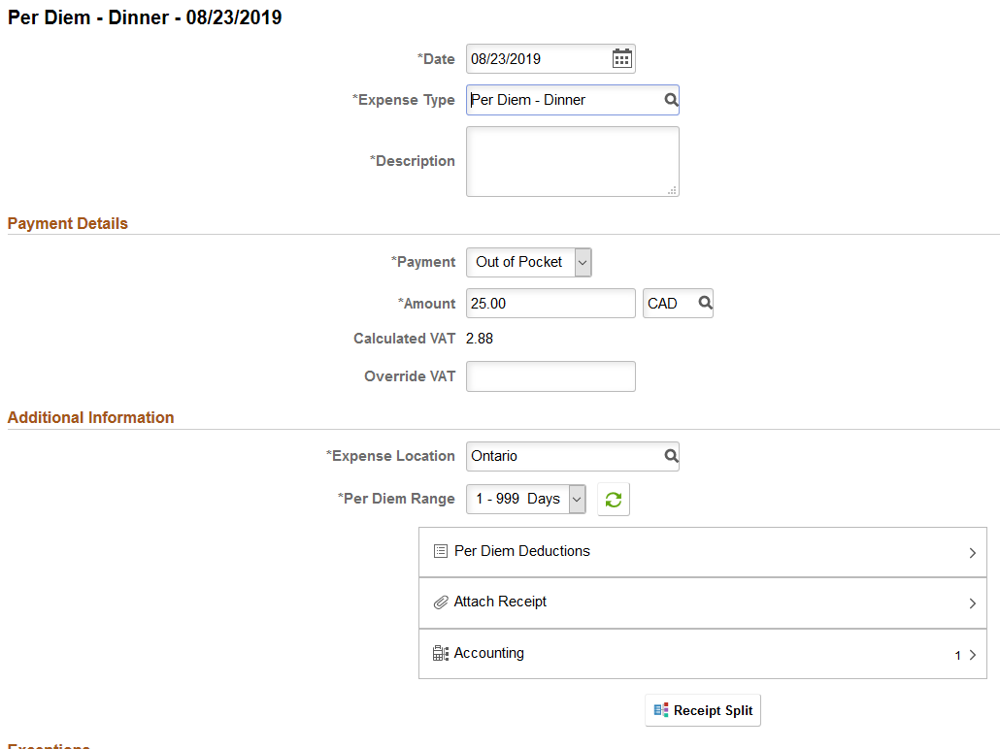 Per Diem - Dinner - 08/23/2019
*Date 08/23/2019
*Expense Type Per Diem - Dinner
*Description
Payment Details
*Payment Out of Pocket
*Amount 25.00 CAD
Calculated VAT 2.88
Override VAT
Additional Information
*Expense Location Ontario
*Per Diem Range 1 - 999 Days
Per Diem Deductions
Attach Receipt
Accounting 1
Receipt Split
Exceptions